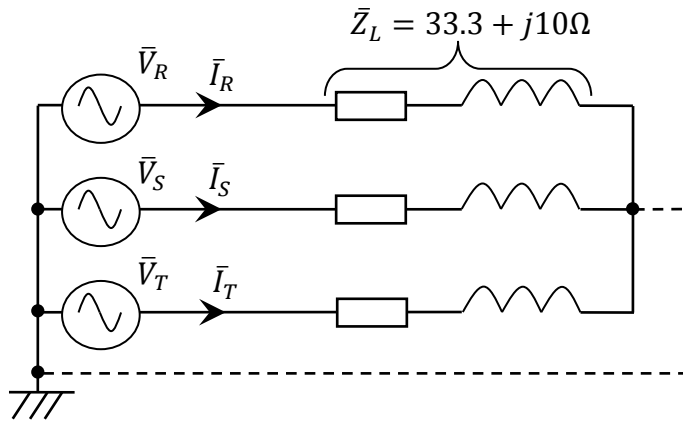 Z̄_L = 33.3 + j10Ω
V̄_R
Ī_R
V̄_S
Ī_S
V̄_T
Ī_T